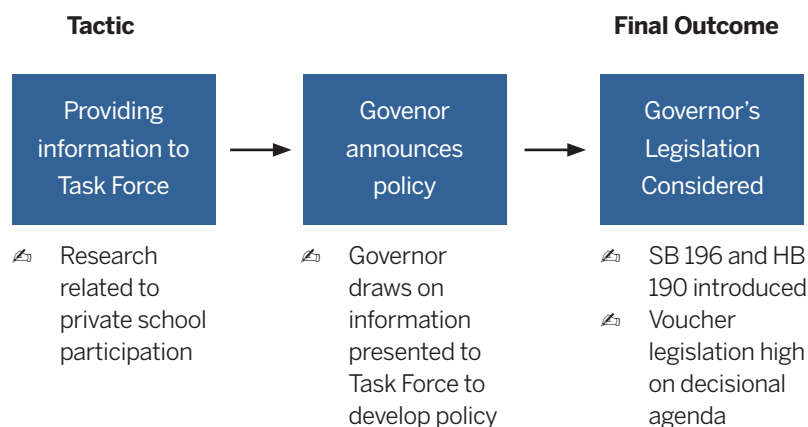 Tactic
Final Outcome
Providing
information to
Task Force
Govenor
announces
policy
Governor's
Legislation
Considered
Research
related to
private school
participation
Governor
draws on
information
presented to
Task Force to
develop policy
SB 196 and HB
190 introduced
Voucher
legislation high
on decisional
agenda